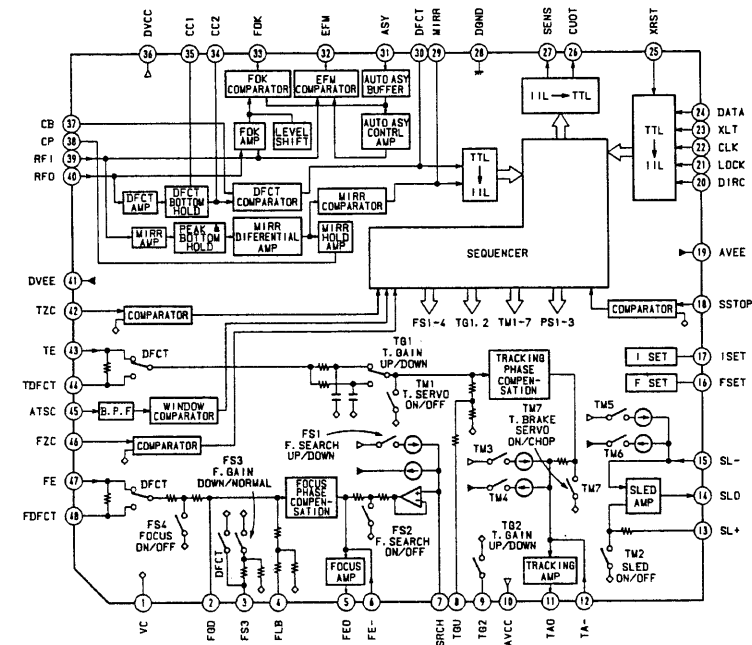 DVCC
CC1
CC2
FOK
EFM
ASY
DFCT
MIRR
DGND
SENS
CUOT
XRST
36
35
34
33
32
31
30
29
28
27
26
25
FOK
COMPARATOR
EFM
COMPARATOR
AUTO ASY
BUFFER
IIL → TTL
FOK
AMP
LEVEL
SHIFT
AUTO ASY
CONTRL
AMP
TTL
↓
IIL
CB 37
CP 38
RFI 39
RFO 40
24 DATA
23 XLT
22 CLK
21 LOCK
20 DIRC
DFCT
AMP
DFCT
BOTTOM
HOLD
DFCT
COMPARATOR
TTL
↓
IIL
MIRR
COMPARATOR
MIRR
AMP
PEAK &
BOTTOM
HOLD
MIRR
DIFERENTIAL
AMP
MIRR
HOLD
AMP
SEQUENCER
19 AVEE
DVEE 41
TZC 42
COMPARATOR
FS1-4
TG1. 2
TM1-7
PS1-3
COMPARATOR
18 SSTOP
TE 43
DFCT
TG1
T. GAIN
UP/DOWN
TRACKING
PHASE
COMPEN-
SATION
I SET
17 ISET
TDFCT 44
TM1
T. SERVO
ON/OFF
F SET
16 FSET
ATSC 45
B.P.F
WINDOW
COMPARATOR
TM7
T. BRAKE
SERVO
ON/CHOP
TM5
FZC 46
COMPARATOR
FS1
F. SEARCH
UP/DOWN
TM3
TM6
15 SL-
FE 47
DFCT
FS3
F. GAIN
DOWN/NORMAL
FOCUS
PHASE
COMPEN-
SATION
TM4
TM7
SLED
AMP
14 SLO
FDFCT 48
FS4
FOCUS
ON/OFF
DFCT
FS2
F. SEARCH
ON/OFF
TG2
T. GAIN
UP/DOWN
13 SL+
FOCUS
AMP
TRACKING
AMP
TM2
SLED
ON/OFF
1
2
3
4
5
6
7
8
9
10
11
12
VC
FGD
FS3
FLB
FEO
FE-
SRCH
TGU
TG2
AVCC
TAO
TA-